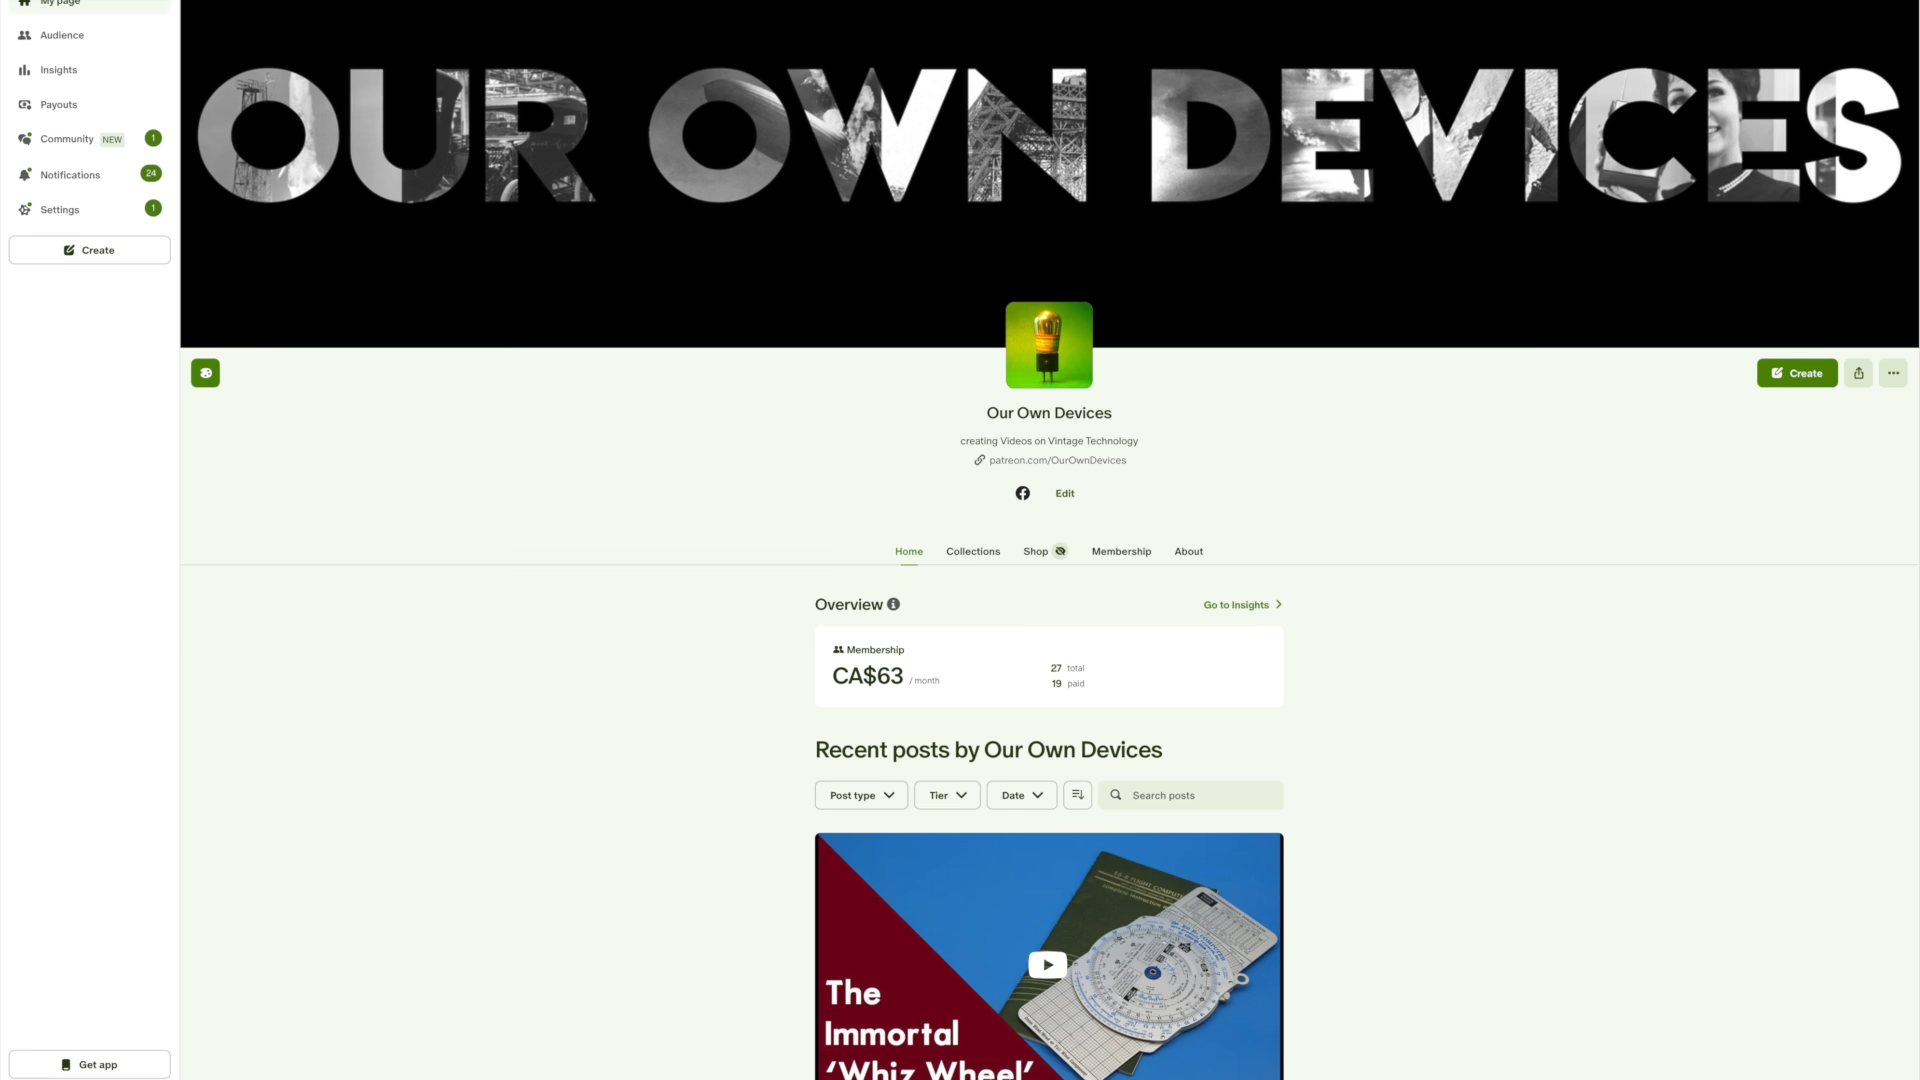 My page
Audience
Insights
Payouts
Community NEW 1
Notifications 24
Settings 1
Create
Get app
OUR OWN DEVICES
Create
Our Own Devices
creating Videos on Vintage Technology
patreon.com/OurOwnDevices
Edit
Home Collections Shop Membership About
Overview
Go to Insights
Membership
CA$63 / month
27 total
19 paid
Recent posts by Our Own Devices
Post type Tier Date Search posts
The
Immortal
‘Whiz Wheel’